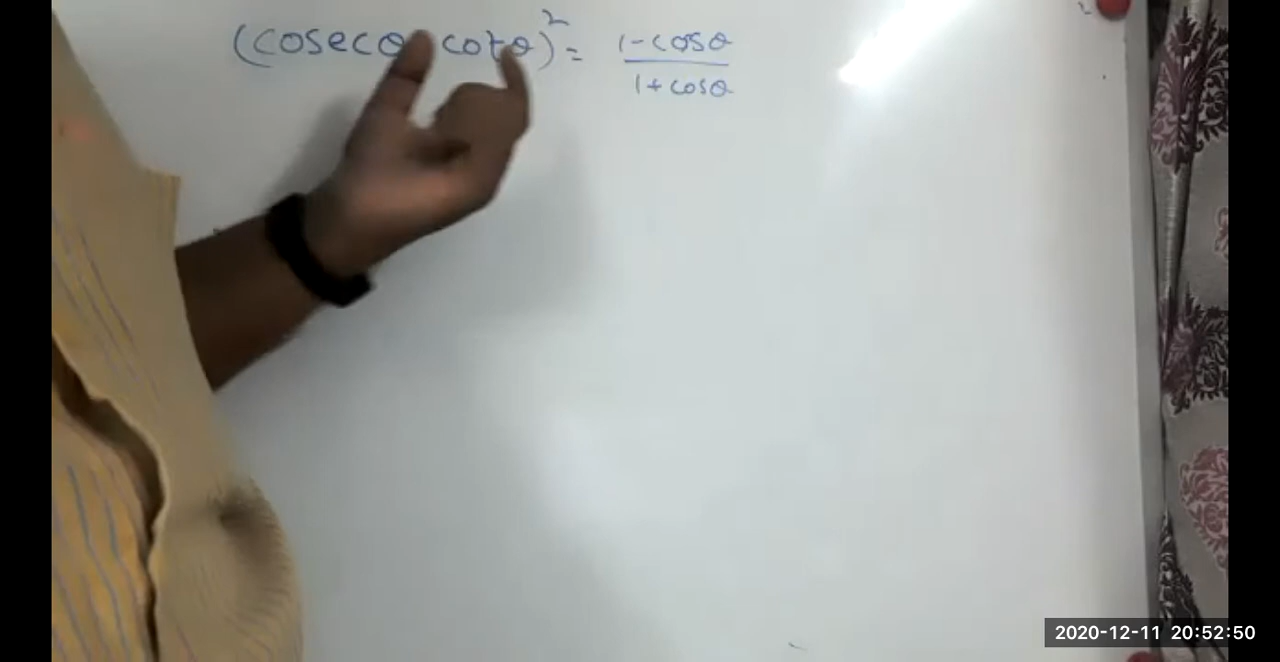 (cosecθ cotθ)² = 1-cosθ
1+cosθ
2020-12-11 20:52:50